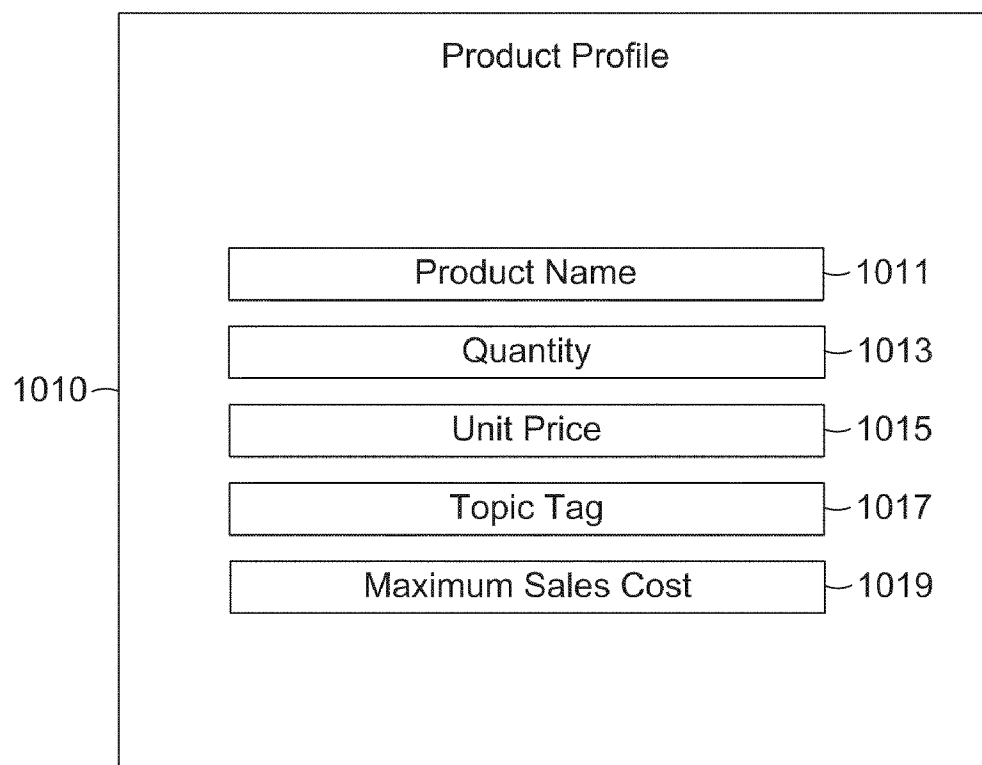 Product Profile
Product Name 1011
Quantity 1013
1010
Unit Price 1015
Topic Tag 1017
Maximum Sales Cost 1019